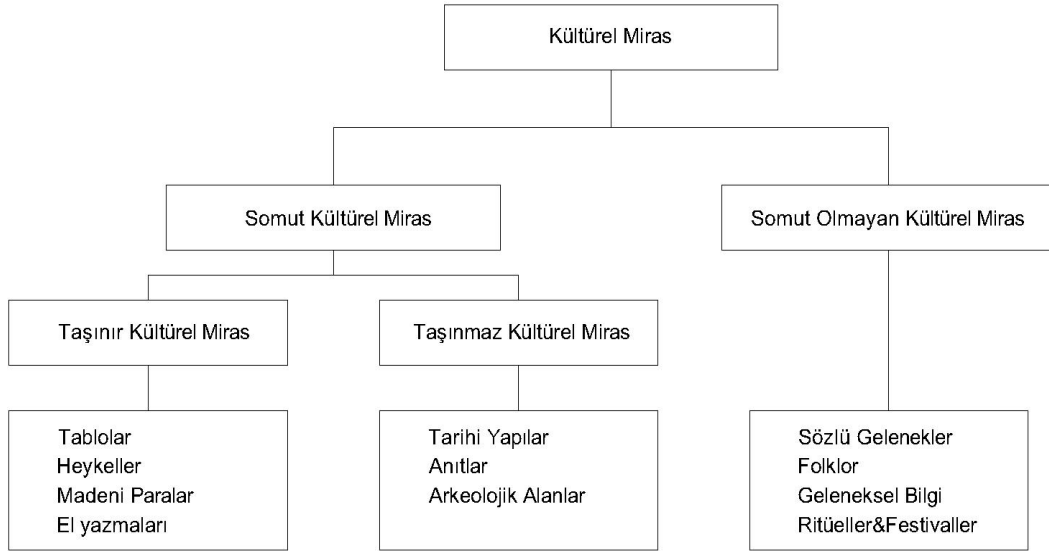 Kültürel Miras
Somut Kültürel Miras
Somut Olmayan Kültürel Miras
Taşınır Kültürel Miras
Taşınmaz Kültürel Miras
Tablolar
Heykeller
Madeni Paralar
El yazmaları
Tarihi Yapılar
Anıtlar
Arkeolojik Alanlar
Sözlü Gelenekler
Folklor
Geleneksel Bilgi
Ritüeller&Festivaller